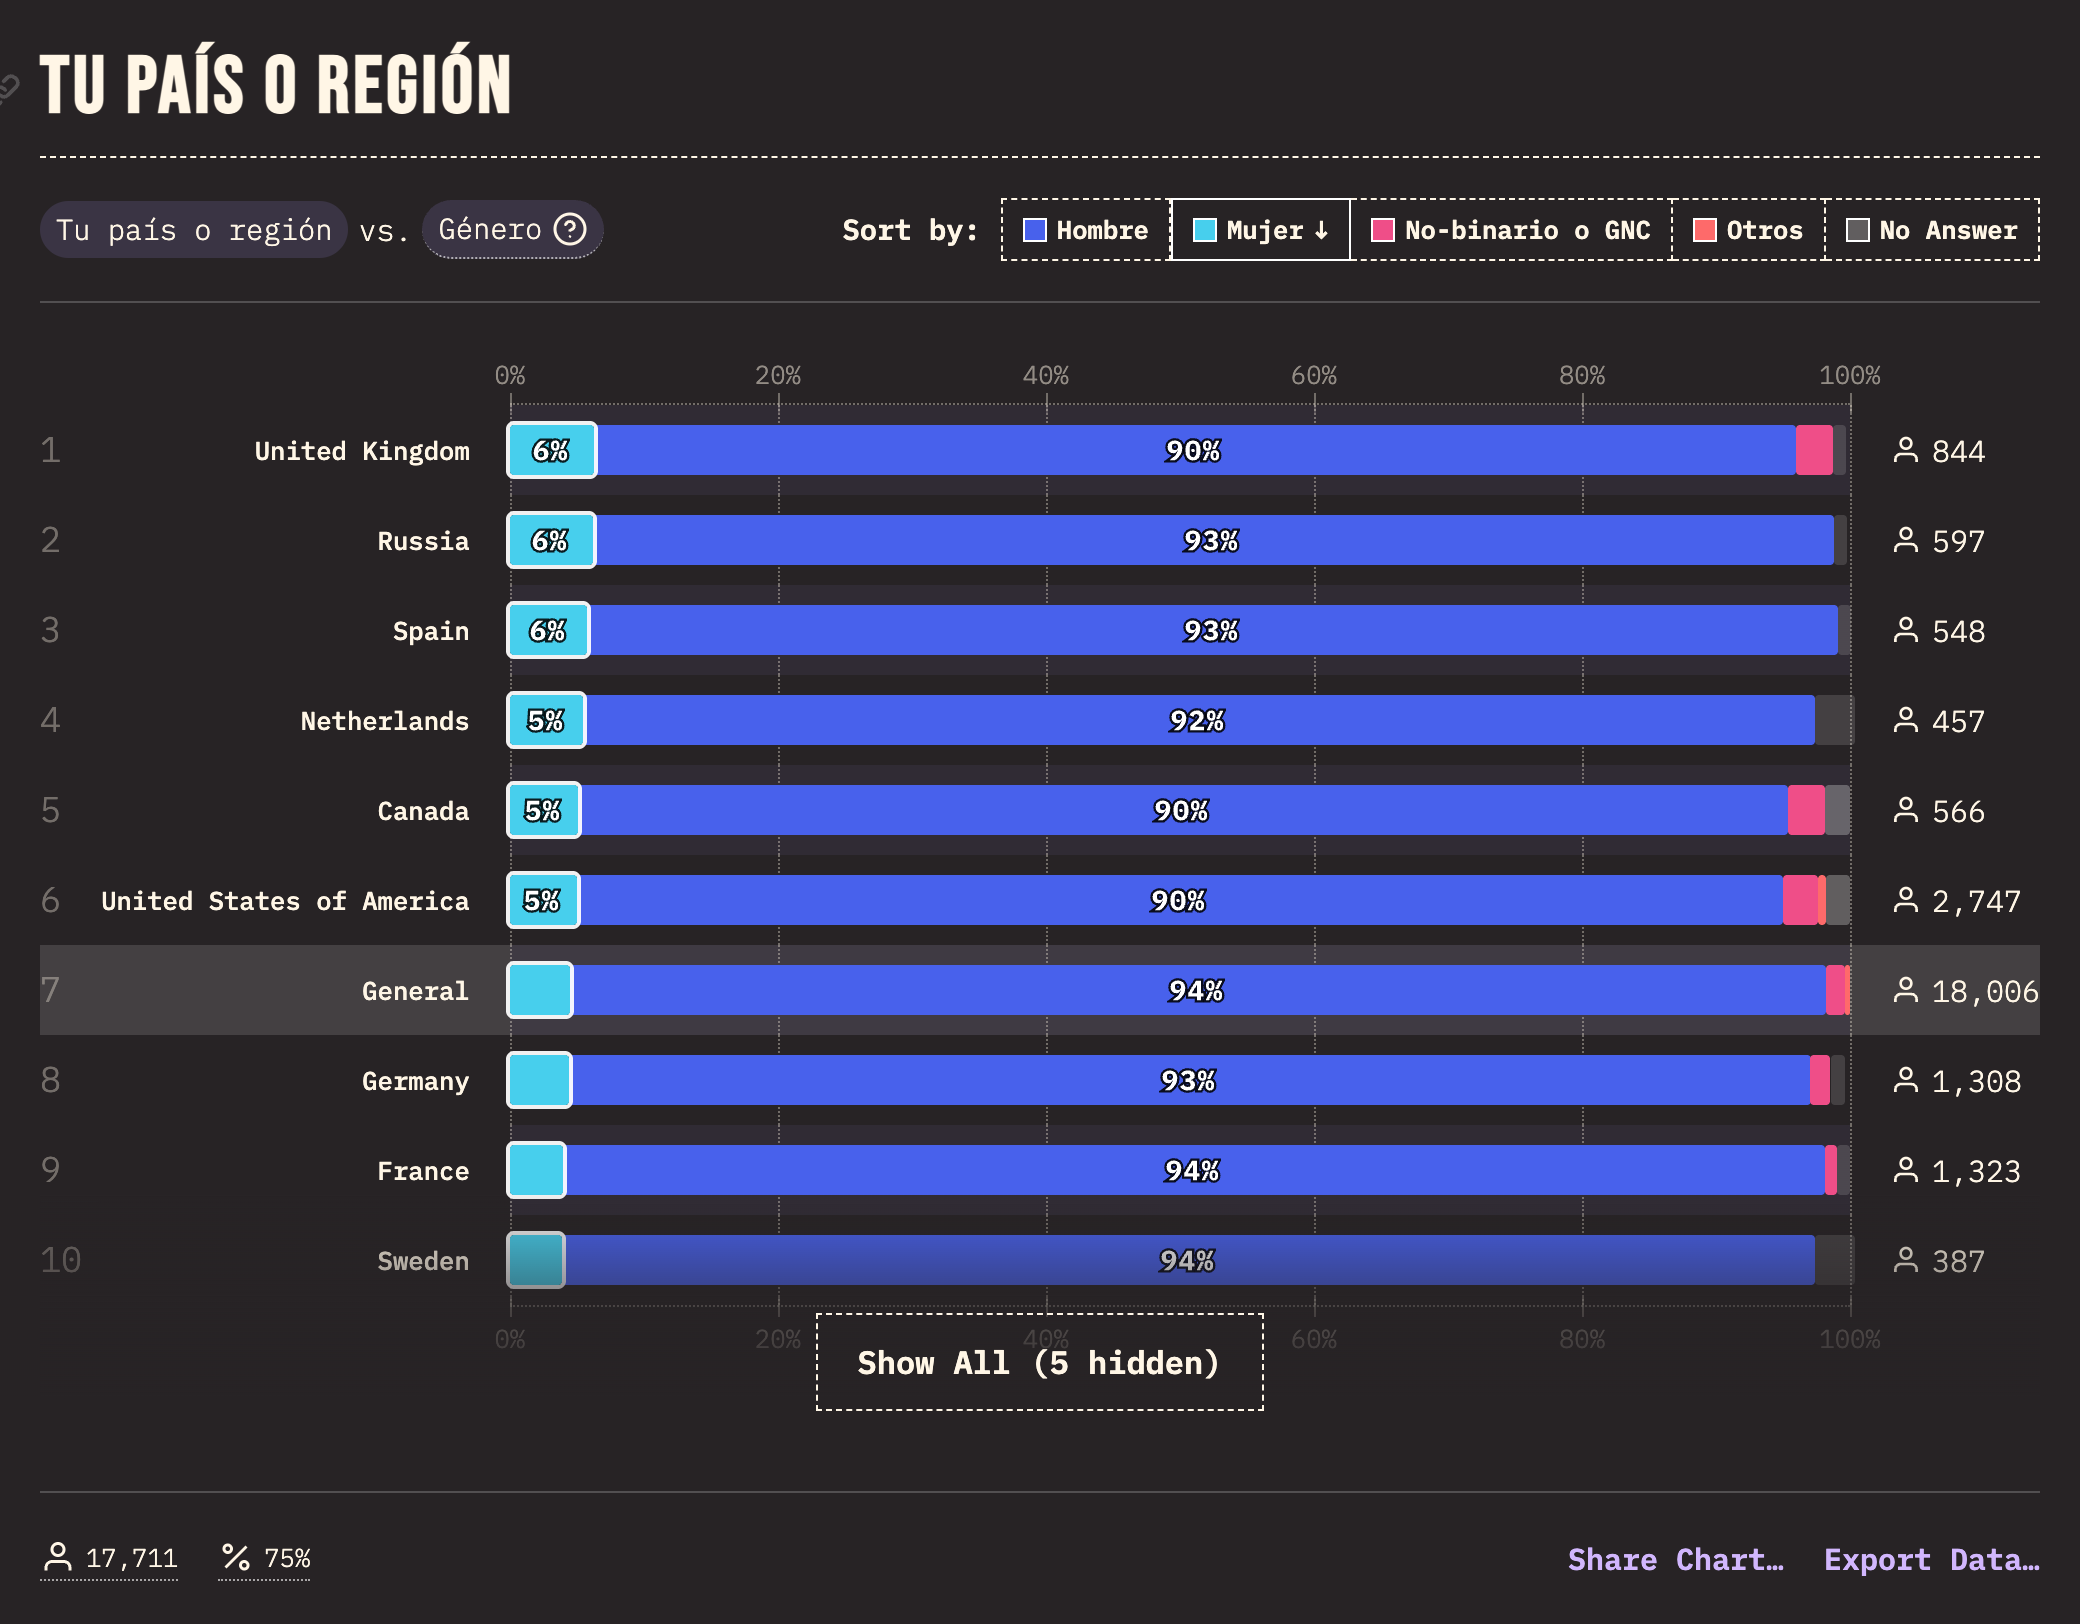 TU PAÍS O REGIÓN
Tu país o región vs. Género ?
Sort by: Hombre Mujer ↓ No-binario o GNC Otros No Answer
0% 20% 40% 60% 80% 100%
1 United Kingdom 6% 90% 844
2 Russia 6% 93% 597
3 Spain 6% 93% 548
4 Netherlands 5% 92% 457
5 Canada 5% 90% 566
6 United States of America 5% 90% 2,747
7 General 94% 18,006
8 Germany 93% 1,308
9 France 94% 1,323
10 Sweden 94% 387
0% 20% 40% 60% 80% 100%
Show All (5 hidden)
17,711 % 75%
Share Chart… Export Data…